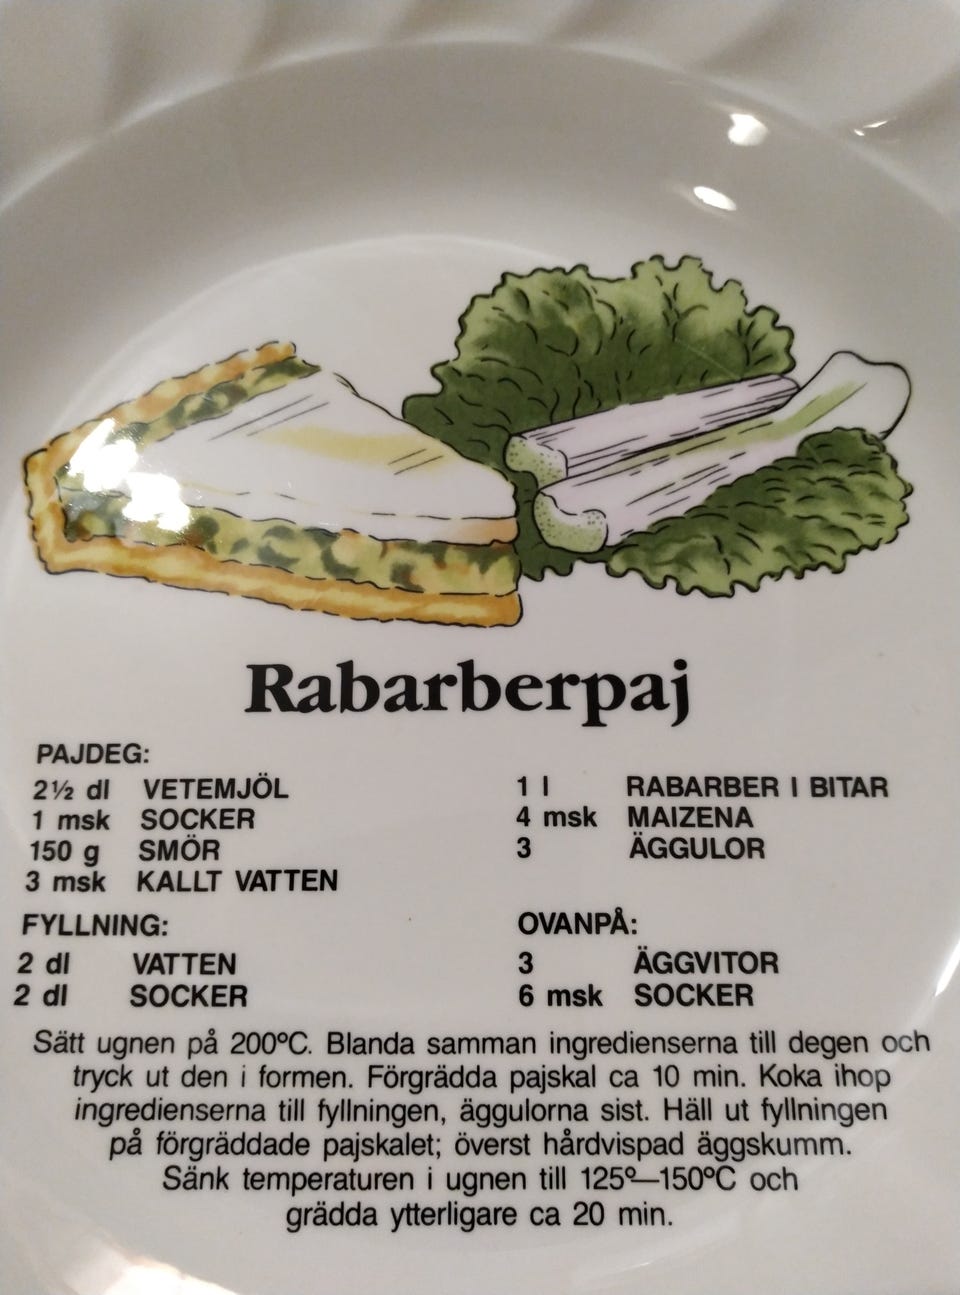 Rabarberpaj
PAJDEG:
2½ dl VETEMJÖL
1 msk SOCKER
150 g SMÖR
3 msk KALLT VATTEN
FYLLNING:
2 dl VATTEN
2 dl SOCKER
1 l RABARBER I BITAR
4 msk MAIZENA
3 ÄGGULOR
OVANPÅ:
3 ÄGGVITOR
6 msk SOCKER
Sätt ugnen på 200ºC. Blanda samman ingredienserna till degen och
tryck ut den i formen. Förgrädda pajskal ca 10 min. Koka ihop
ingredienserna till fyllningen, äggulorna sist. Häll ut fyllningen
på förgräddade pajskalet; överst hårdvispad äggskumm.
Sänk temperaturen i ugnen till 125º—150ºC och
grädda ytterligare ca 20 min.